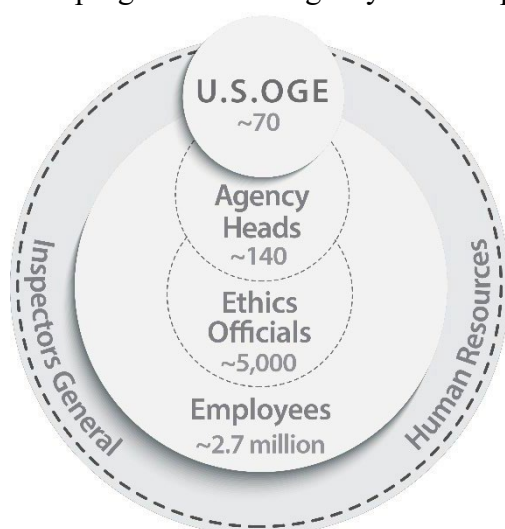 U.S.OGE
~70
Agency
Heads
~140
Ethics
Officials
~5,000
Employees
~2.7 million
Inspectors General
Human Resources